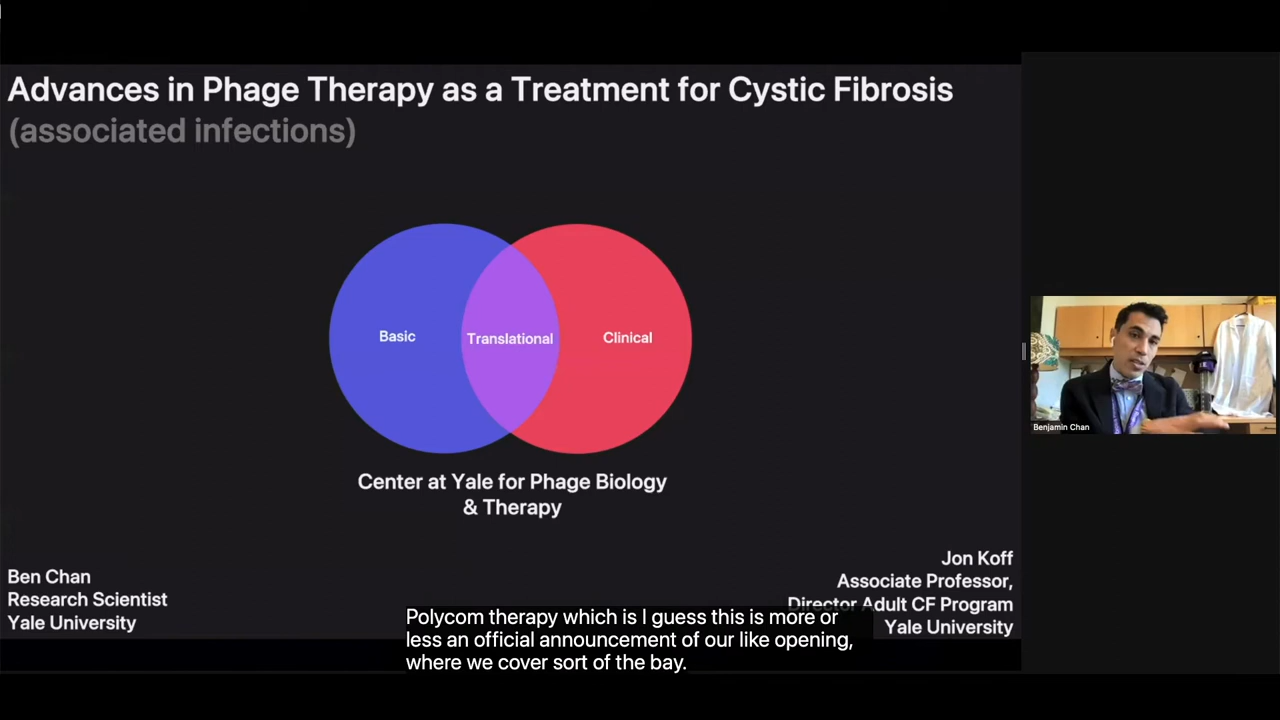 Advances in Phage Therapy as a Treatment for Cystic Fibrosis
(associated infections)
Basic
Translational
Clinical
Center at Yale for Phage Biology
& Therapy
Ben Chan
Research Scientist
Yale University
Jon Koff
Associate Professor,
Director Adult CF Program
Yale University
Polycom therapy which is I guess this is more or
less an official announcement of our like opening,
where we cover sort of the bay.
Benjamin Chan